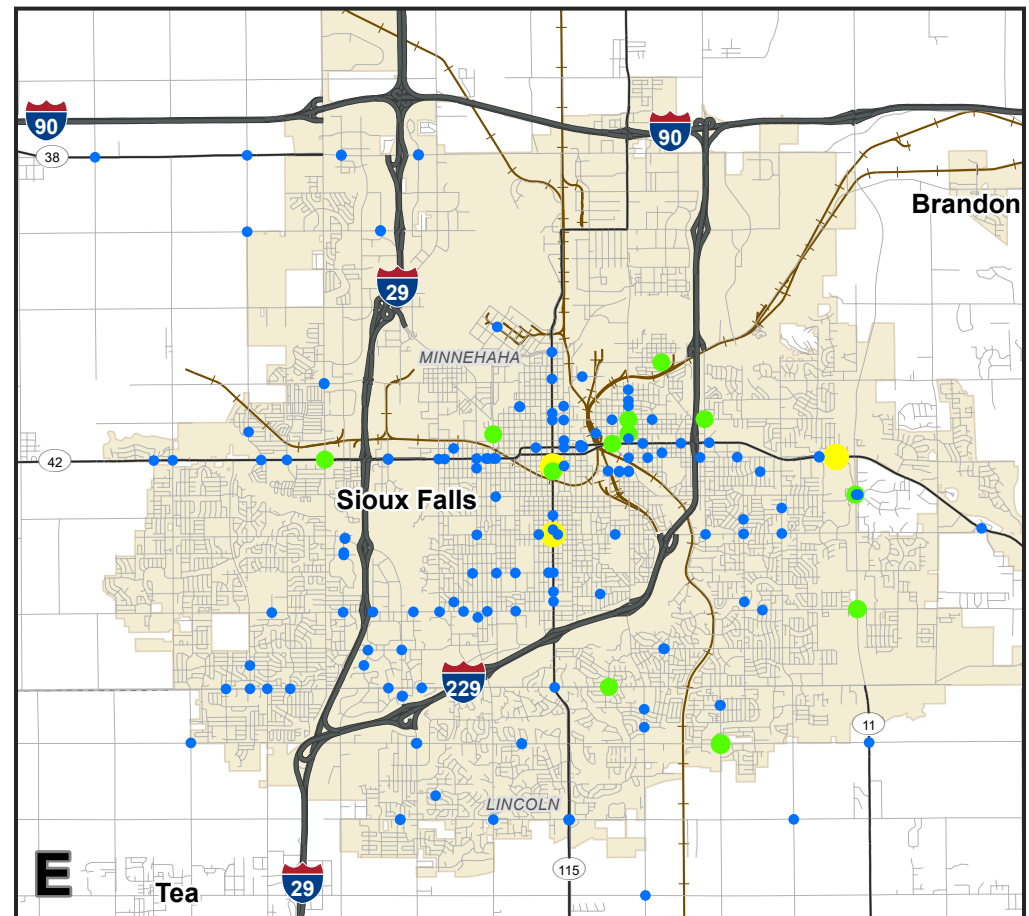 90
90
38
Brandon
29
MINNEHAHA
42
Sioux Falls
229
11
LINCOLN
E
Tea
29
115